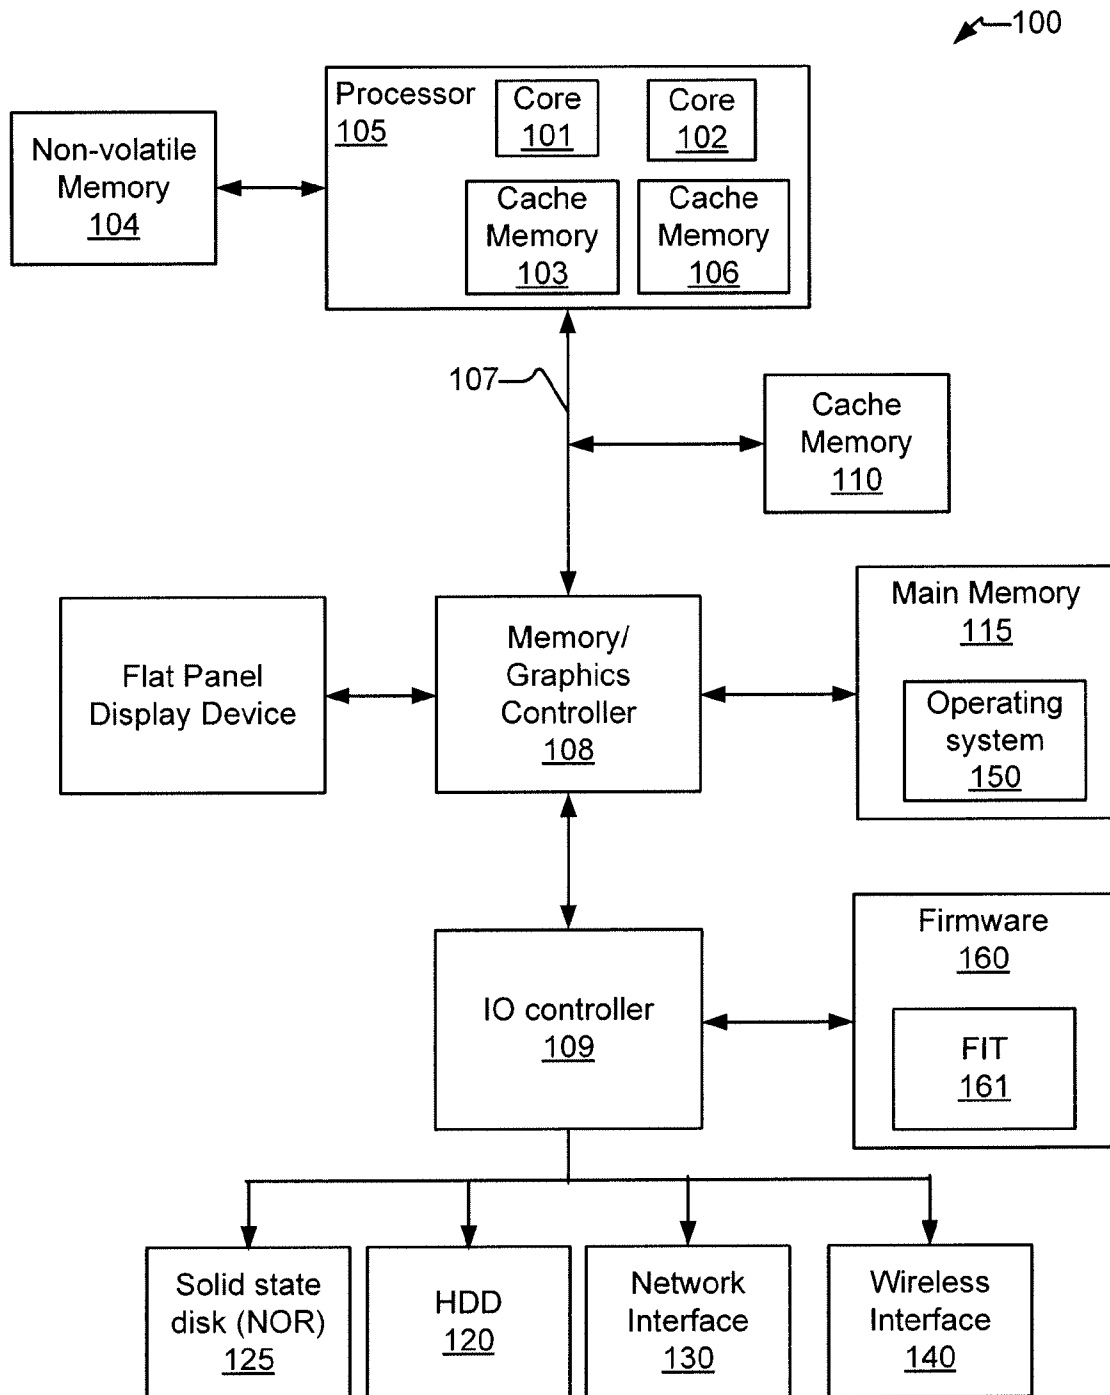 100
Processor
105
Core
101
Core
102
Non-volatile
Memory
104
Cache
Memory
103
Cache
Memory
106
107
Cache
Memory
110
Flat Panel
Display Device
Memory/
Graphics
Controller
108
Main Memory
115
Operating
system
150
IO controller
109
Firmware
160
FIT
161
Solid state
disk (NOR)
125
HDD
120
Network
Interface
130
Wireless
Interface
140